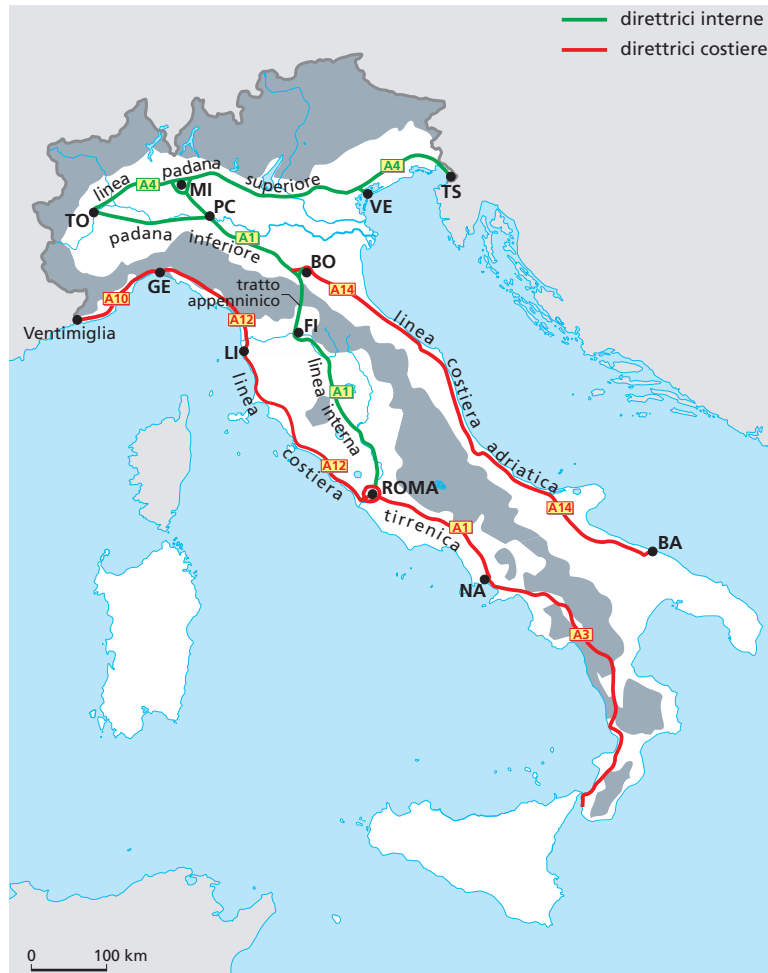 direttrici interne
direttrici costiere
linea
padana
superiore
A4
A4
MI
TS
VE
TO
PC
padana
inferiore
A1
BO
GE
A10
tratto
appenninico
A14
Ventimiglia
A12
FI
LI
linea
costiera
adriatica
linea
interna
A1
linea
costiera
tirrenica
A12
ROMA
A14
A1
BA
NA
A3
0 100 km